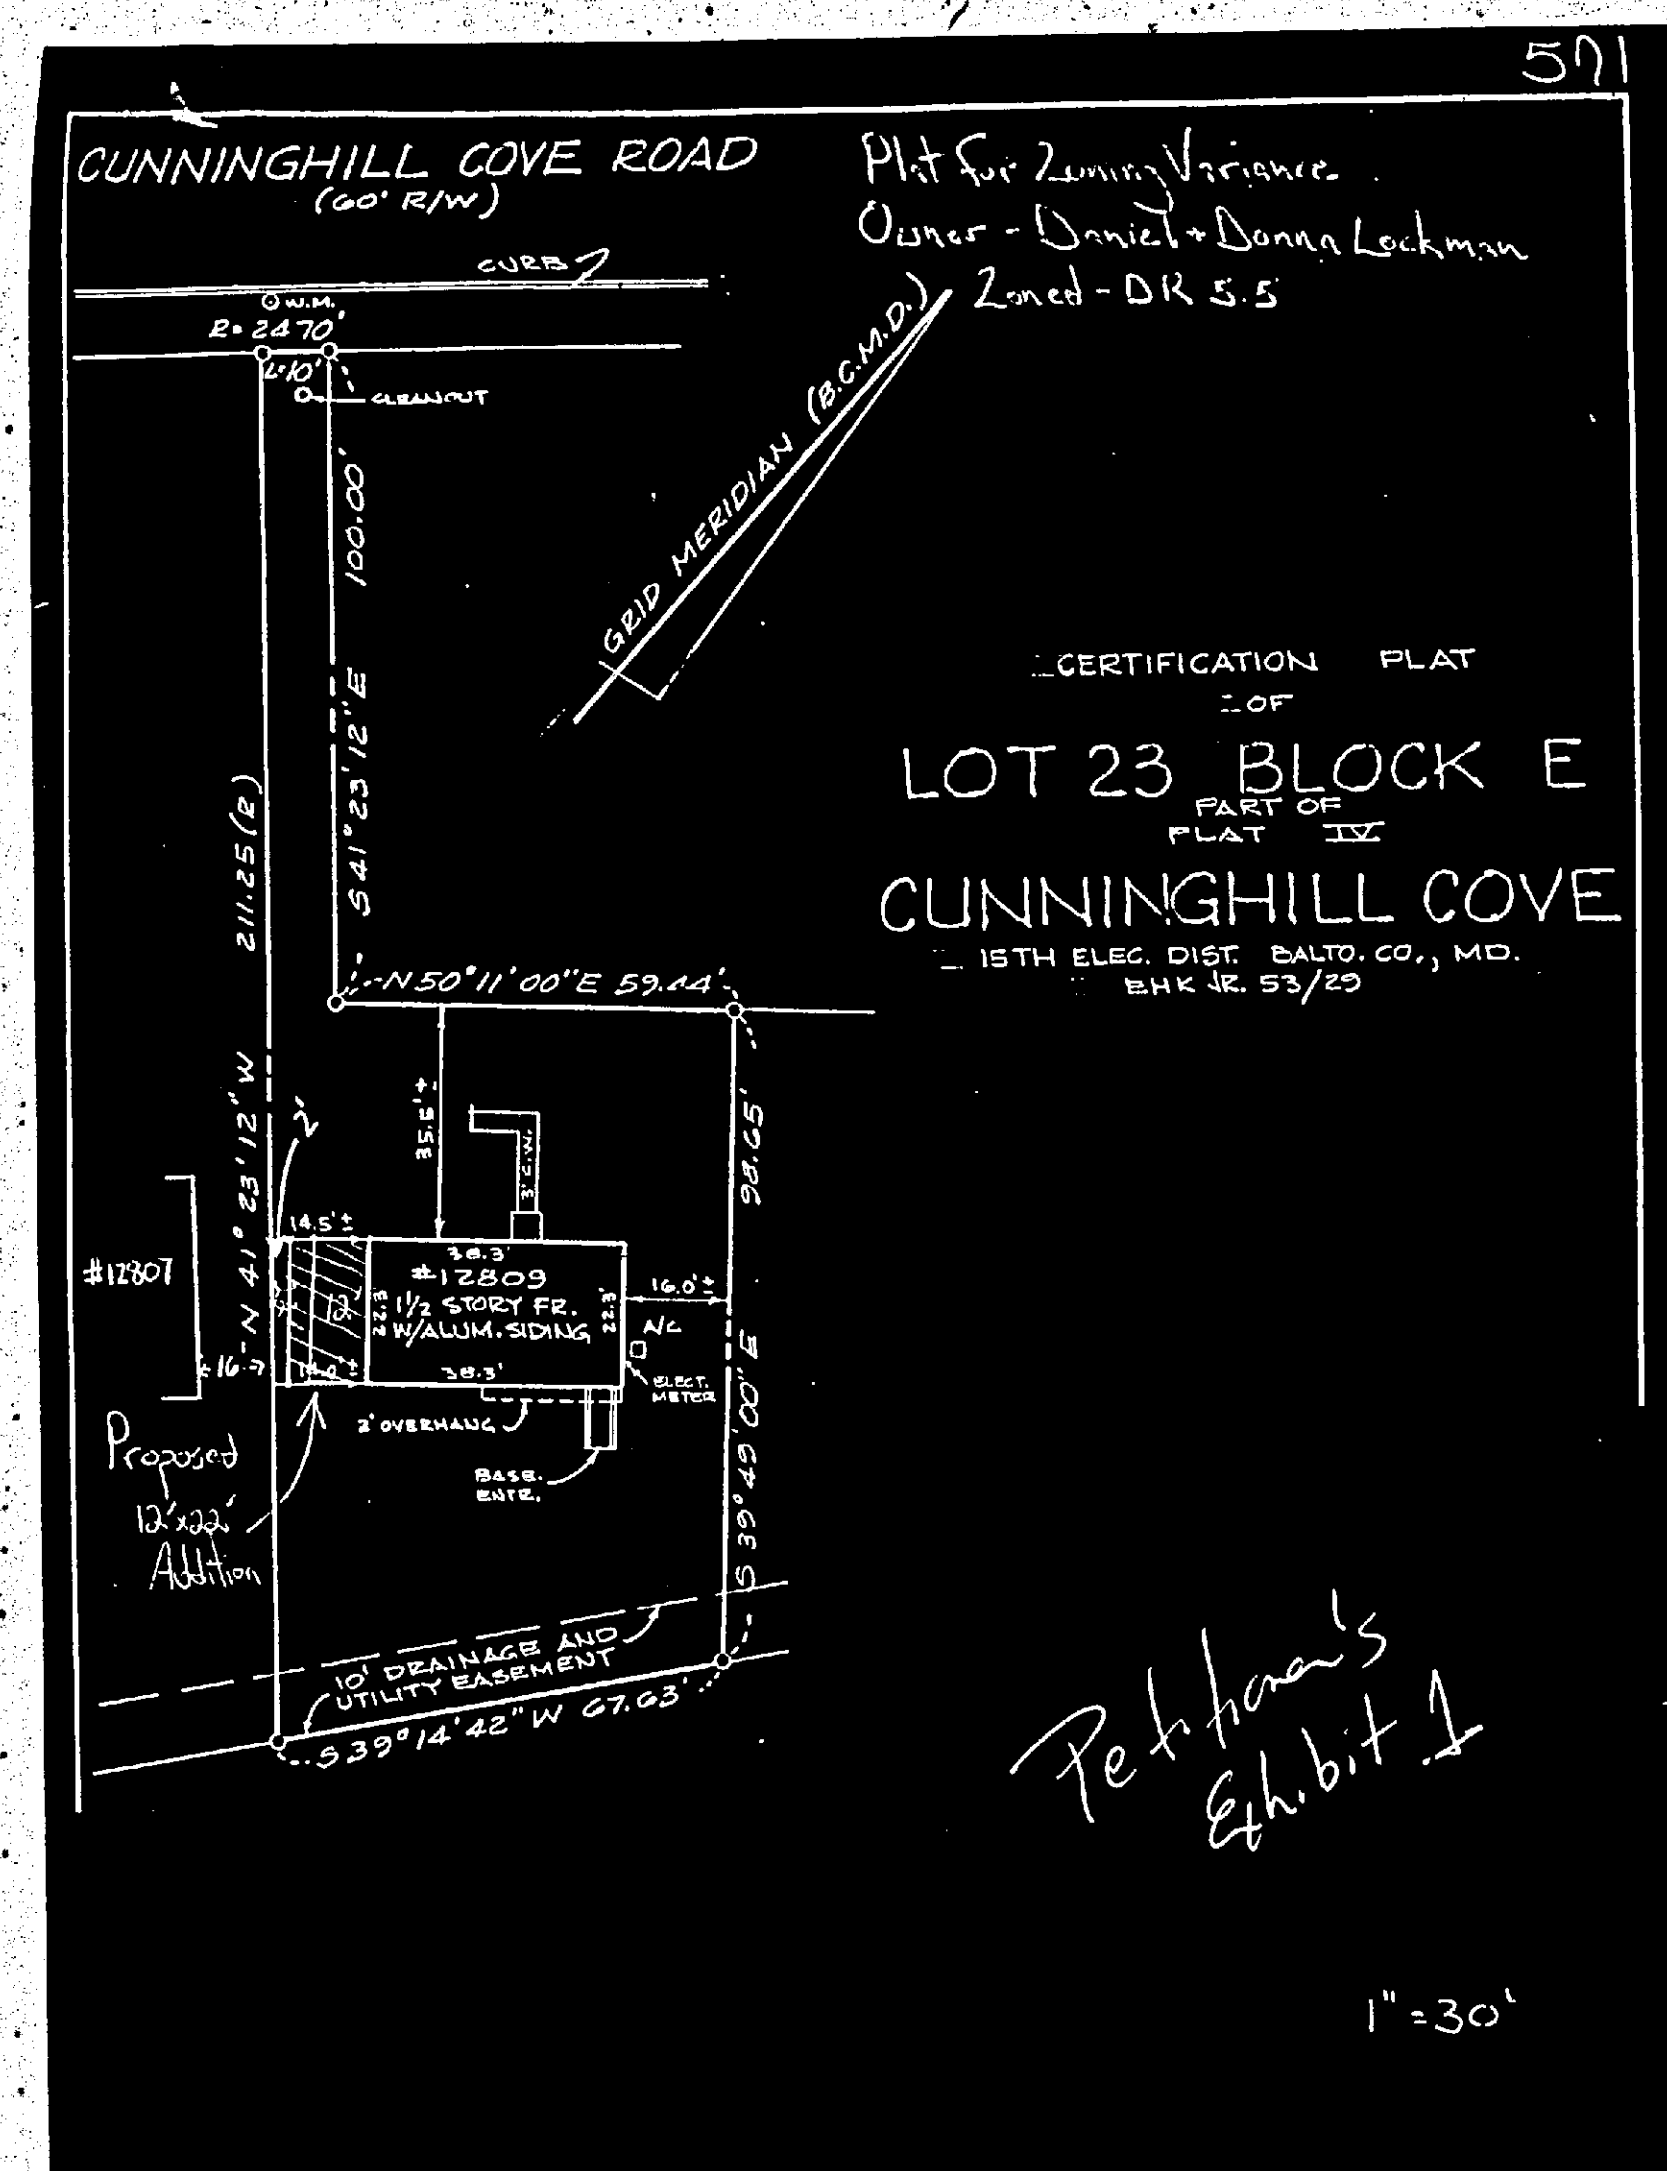 571
CUNNINGHILL COVE ROAD
(60' R/W)
Plat for Zoning Variance
Owner - Daniel + Donna Lockman
Zoned - DR 5.5
CURB
W.M.
R=2470'
L=10'
CLEANOUT
GRID MERIDIAN (B.C.M.D.)
S 41° 23' 12" E 100.00'
N 41° 23' 12" W 211.25 (R)
CERTIFICATION PLAT
OF
LOT 23 BLOCK E
PART OF
PLAT IV
CUNNINGHILL COVE
15TH ELEC. DIST. BALTO. CO., MD.
EHK JR. 53/29
N 50° 11' 00" E 59.44'
35.5' ±
3' C.W.
S 39° 49' 00" E 98.65'
2'
14.5' ±
38.3'
#12807
#12809
1 1/2 STORY FR.
W/ALUM. SIDING
22.3
22.3'
12'
16.0' ±
A/C
16
38.3'
ELECT.
METER
2' OVERHANG
BASE.
ENTR.
Proposed
12'x22'
Addition
10' DRAINAGE AND
UTILITY EASEMENT
S 39° 14' 42" W 67.63'
Petitioner's
Exhibit 1
1" = 30'